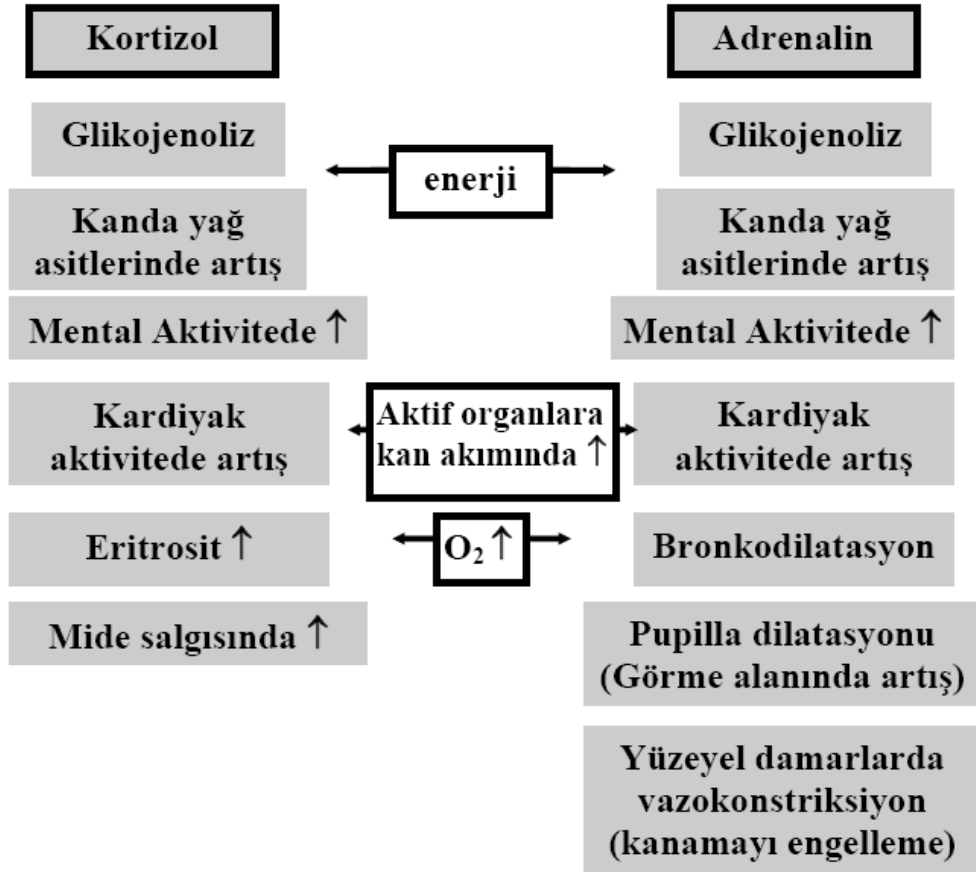 Kortizol
Adrenalin
Glikojenoliz
enerji
Glikojenoliz
Kanda yağ
asitlerinde artış
Kanda yağ
asitlerinde artış
Mental Aktivitede ↑
Mental Aktivitede ↑
Kardiyak
aktivitede artış
Aktif organlara
kan akımında ↑
Kardiyak
aktivitede artış
Eritrosit ↑
O₂ ↑
Bronkodilatasyon
Mide salgısında ↑
Pupilla dilatasyonu
(Görme alanında artış)
Yüzeyel damarlarda
vazokonstriksiyon
(kanamayı engelleme)